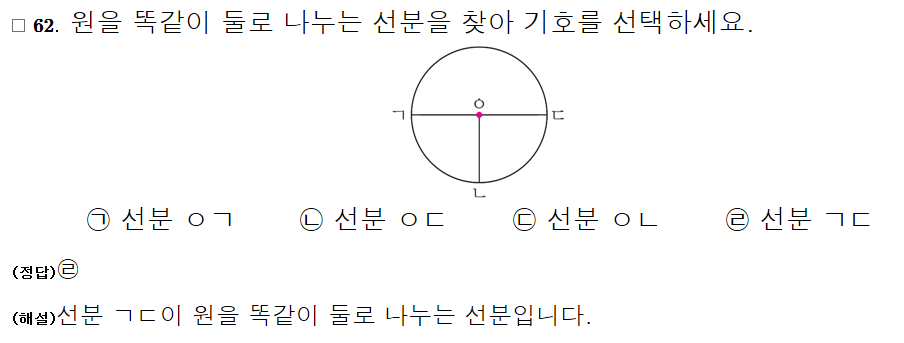 □ 62. 원을 똑같이 둘로 나누는 선분을 찾아 기호를 선택하세요.
ㅇ
ㄱ ㄷ
ㄴ
㉠ 선분 ㅇㄱ ㉡ 선분 ㅇㄷ ㉢ 선분 ㅇㄴ ㉣ 선분 ㄱㄷ
(정답)㉣
(해설)선분 ㄱㄷ이 원을 똑같이 둘로 나누는 선분입니다.